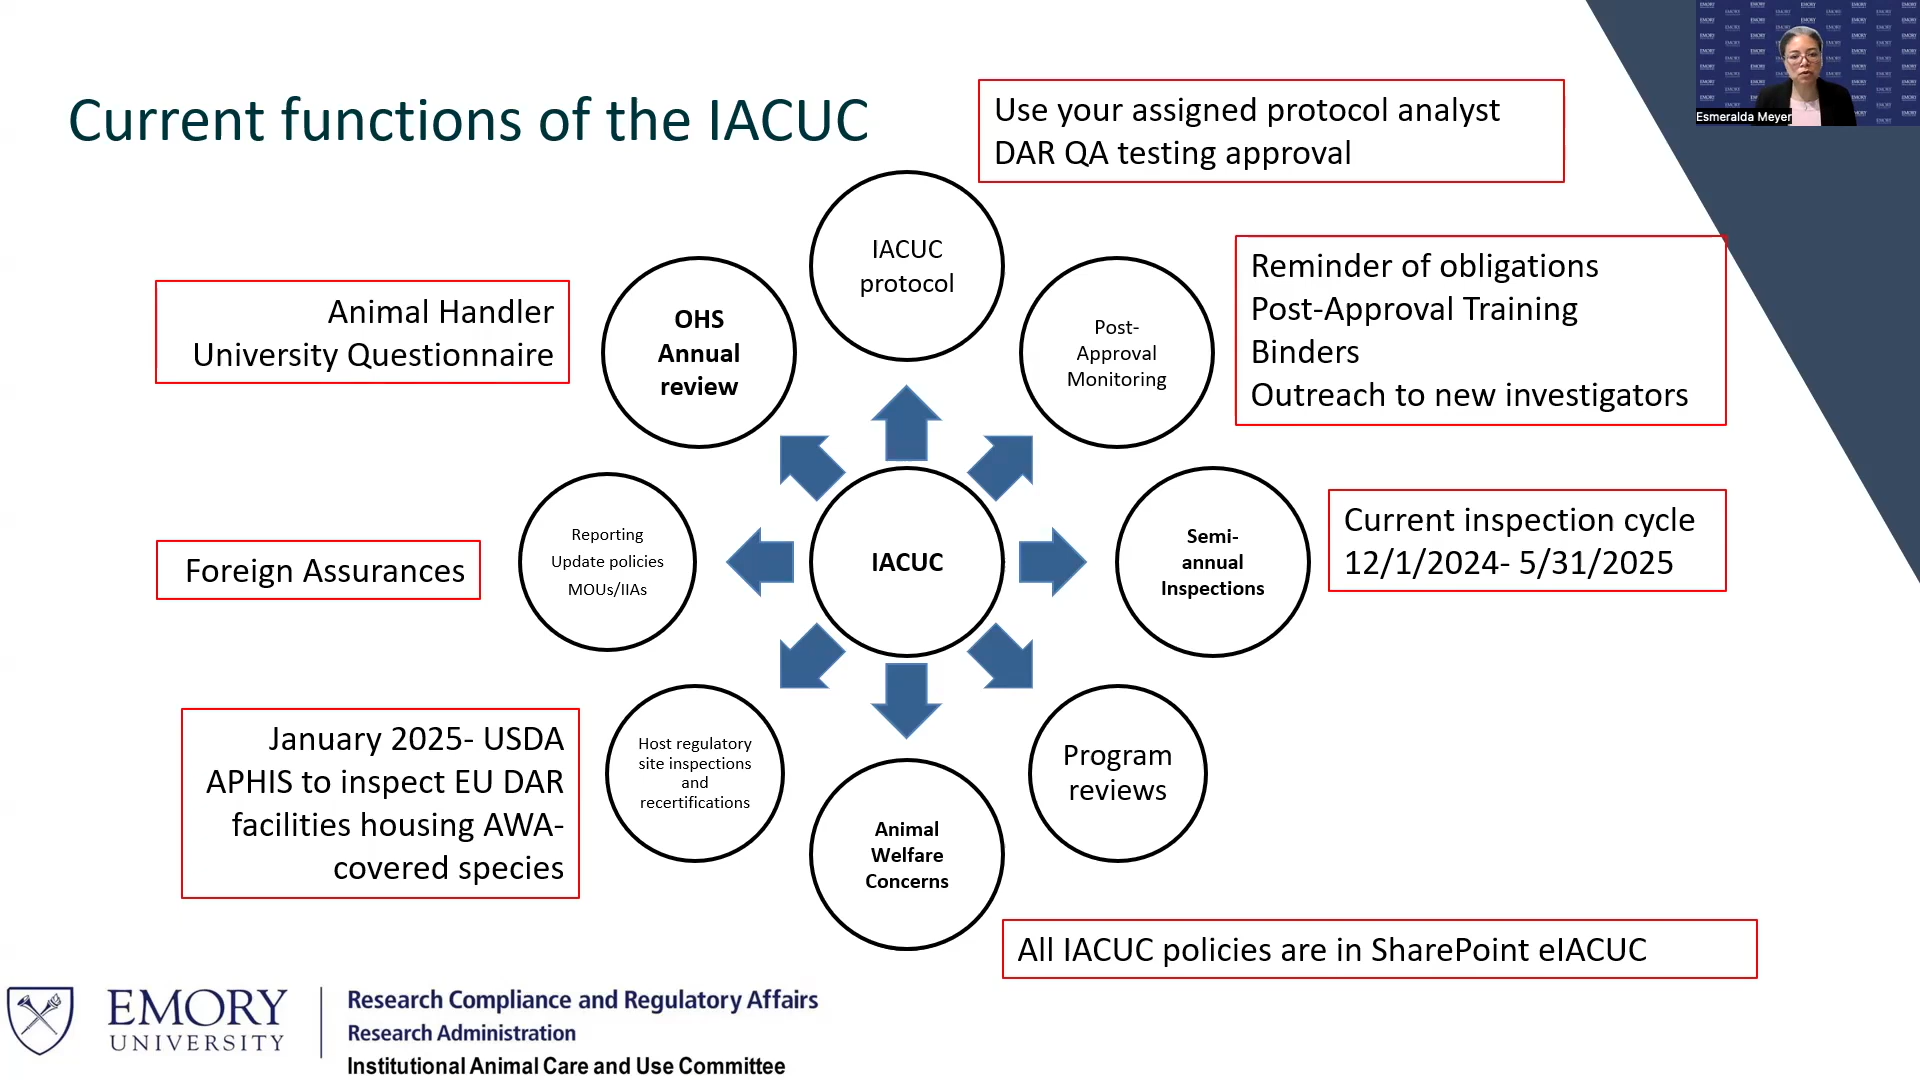 Current functions of the IACUC
Use your assigned protocol analyst
DAR QA testing approval
Esmeralda Meyer
IACUC
protocol
Post-
Approval
Monitoring
Reminder of obligations
Post-Approval Training
Binders
Outreach to new investigators
Animal Handler
University Questionnaire
OHS
Annual
review
Reporting
Update policies
MOUs/IIAs
Foreign Assurances
IACUC
Semi-
annual
Inspections
Current inspection cycle
12/1/2024- 5/31/2025
January 2025- USDA
APHIS to inspect EU DAR
facilities housing AWA-
covered species
Host regulatory
site inspections
and
recertifications
Animal
Welfare
Concerns
Program
reviews
All IACUC policies are in SharePoint eIACUC
EMORY
UNIVERSITY
Research Compliance and Regulatory Affairs
Research Administration
Institutional Animal Care and Use Committee